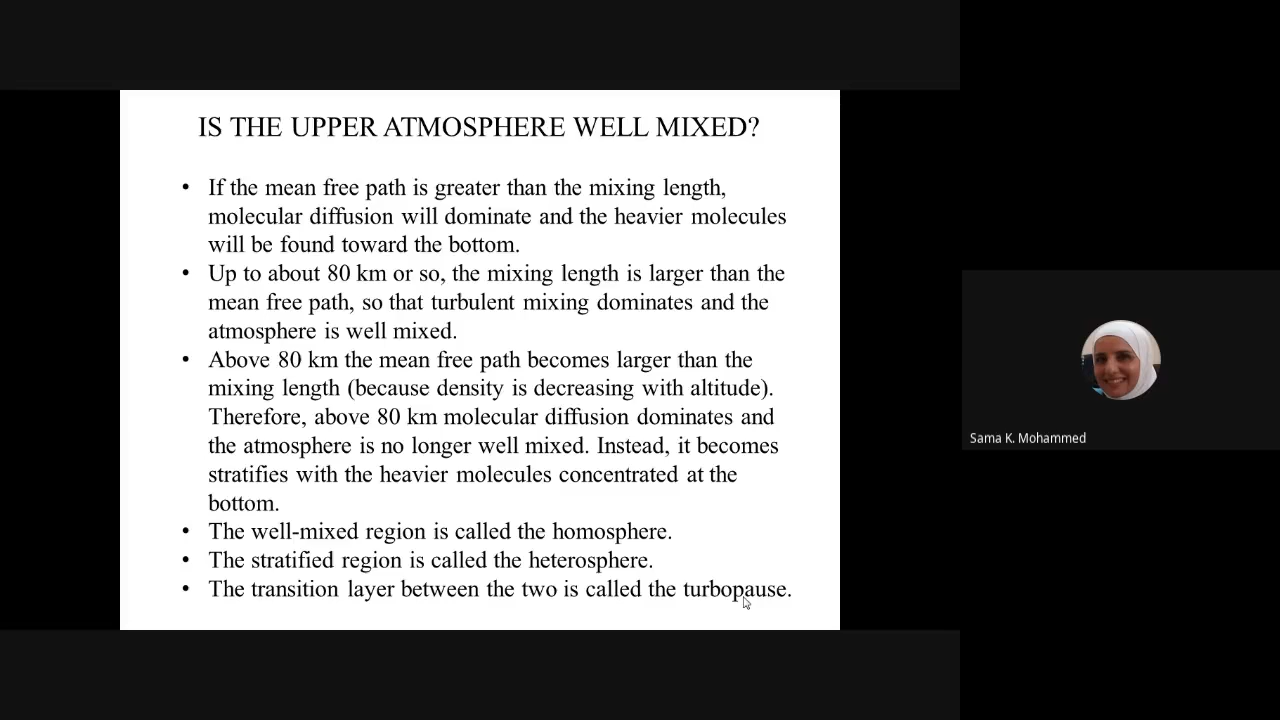 IS THE UPPER ATMOSPHERE WELL MIXED?
• If the mean free path is greater than the mixing length,
molecular diffusion will dominate and the heavier molecules
will be found toward the bottom.
• Up to about 80 km or so, the mixing length is larger than the
mean free path, so that turbulent mixing dominates and the
atmosphere is well mixed.
• Above 80 km the mean free path becomes larger than the
mixing length (because density is decreasing with altitude).
Therefore, above 80 km molecular diffusion dominates and
the atmosphere is no longer well mixed. Instead, it becomes
stratifies with the heavier molecules concentrated at the
bottom.
• The well-mixed region is called the homosphere.
• The stratified region is called the heterosphere.
• The transition layer between the two is called the turbopause.
Sama K. Mohammed